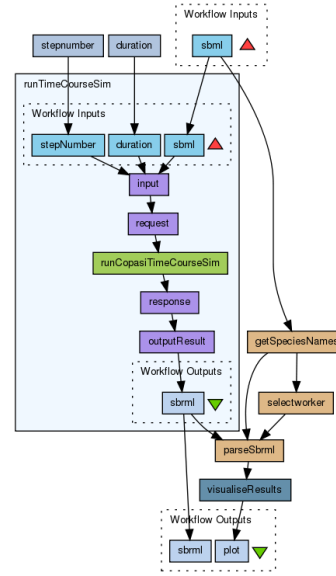 Workflow Inputs
stepnumber
duration
sbml
runTimeCourseSim
Workflow Inputs
stepNumber
duration
sbml
input
request
runCopasiTimeCourseSim
response
outputResult
getSpeciesNames
Workflow Outputs
sbrml
selectworker
parseSbrml
visualiseResults
Workflow Outputs
sbrml
plot